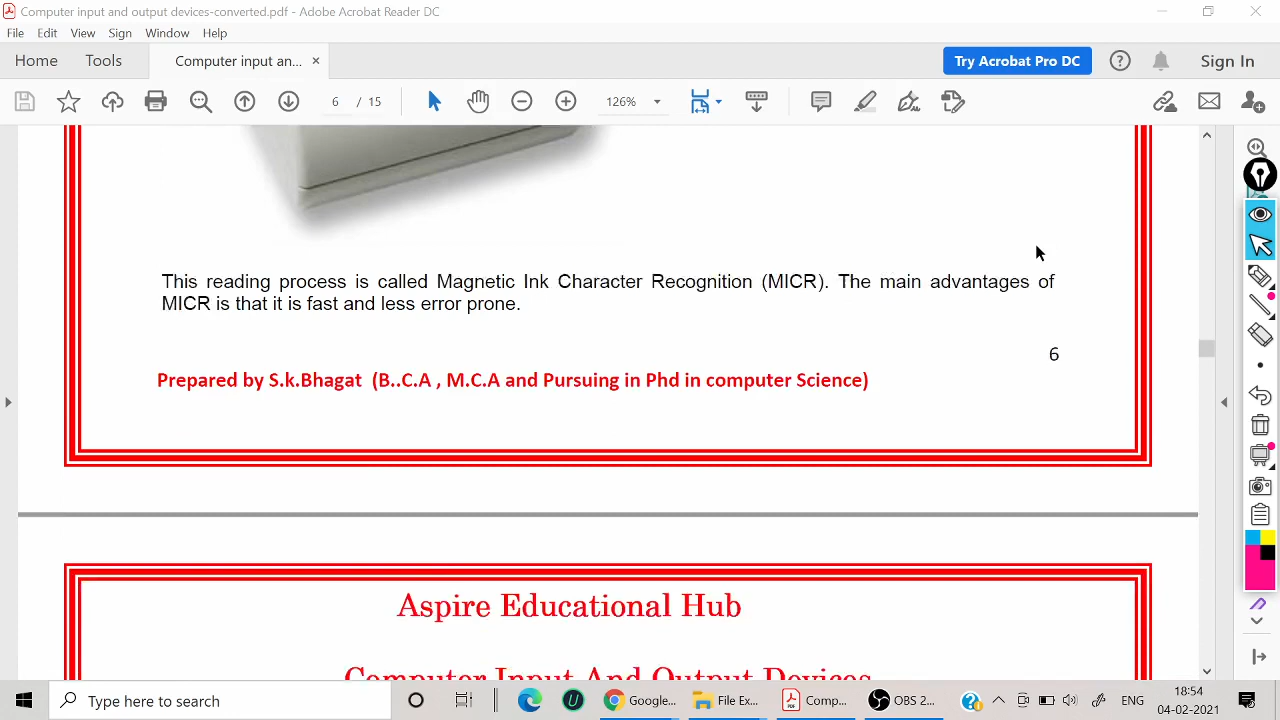 Computer input and output devices-converted.pdf - Adobe Acrobat Reader DC
File Edit View Sign Window Help
Home Tools Computer input an... × Try Acrobat Pro DC Sign In
6 / 15 126%
This reading process is called Magnetic Ink Character Recognition (MICR). The main advantages of
MICR is that it is fast and less error prone.
6
Prepared by S.k.Bhagat (B..C.A , M.C.A and Pursuing in Phd in computer Science)
Aspire Educational Hub
Computer Input And Output Devices
Type here to search Google... File Ex... Comp... OBS 2... ENG 18:54
04-02-2021